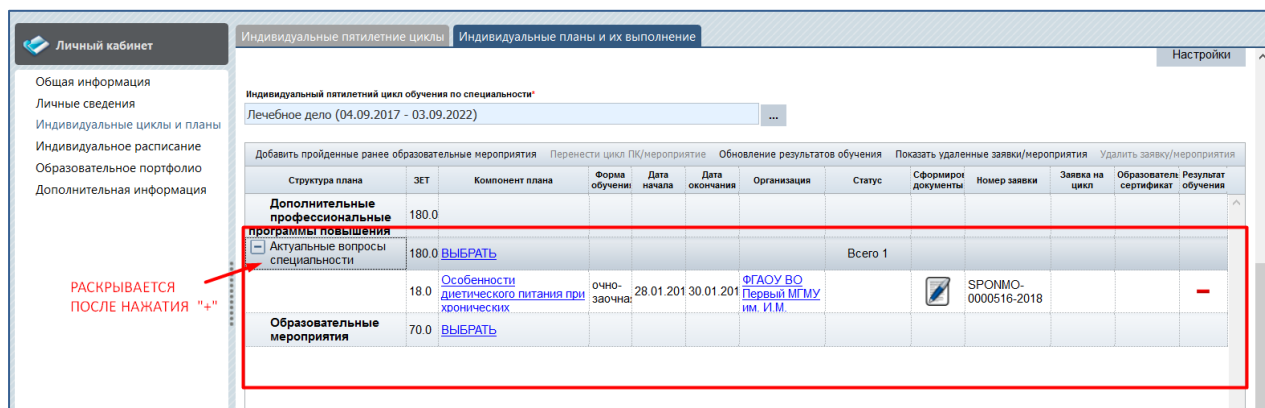 Личный кабинет
Общая информация
Личные сведения
Индивидуальные циклы и планы
Индивидуальное расписание
Образовательное портфолио
Дополнительная информация
Индивидуальные пятилетние циклы
Индивидуальные планы и их выполнение
Настройки
Индивидуальный пятилетний цикл обучения по специальности*
Лечебное дело (04.09.2017 - 03.09.2022)
...
Добавить пройденные ранее образовательные мероприятия Перенести цикл ПК/мероприятие Обновление результатов обучения Показать удаленные заявки/мероприятия Удалить заявку/мероприятия
Структура плана
ЗЕТ
Компонент плана
Форма
обучени
Дата
начала
Дата
окончания
Организация
Статус
Сформиров
документы
Номер заявки
Заявка на
цикл
Образователь
сертификат
Результат
обучения
Дополнительные
профессиональные
программы повышения
180.0
Актуальные вопросы
специальности
180.0
ВЫБРАТЬ
Всего 1
18.0
Особенности
диетического питания при
хронических
очно-
заочная
28.01.201
30.01.201
ФГАОУ ВО
Первый МГМУ
им. И.М.
SPONMO-
0000516-2018
Образовательные
мероприятия
70.0
ВЫБРАТЬ
РАСКРЫВАЕТСЯ
ПОСЛЕ НАЖАТИЯ "+"